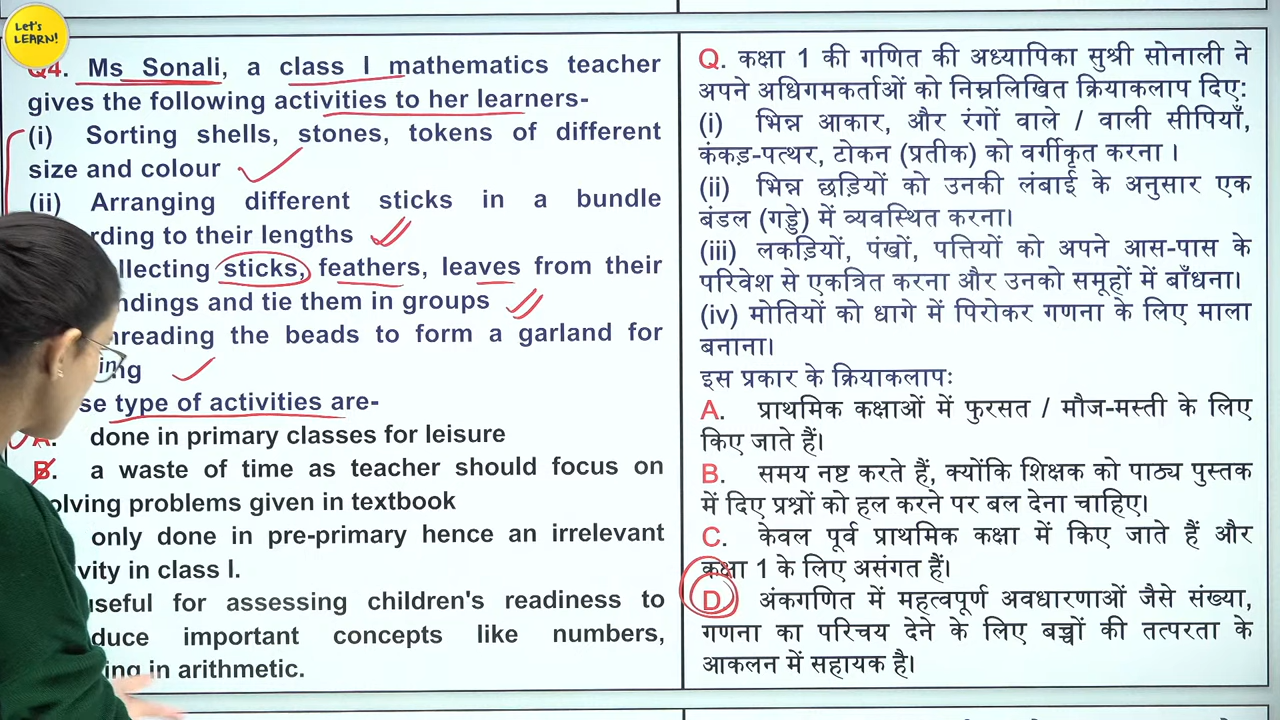 Let's
LEARN!
Q4. Ms Sonali, a class I mathematics teacher
gives the following activities to her learners-
(i) Sorting shells, stones, tokens of different
size and colour
(ii) Arranging different sticks in a bundle
rding to their lengths
llecting sticks, feathers, leaves from their
ndings and tie them in groups
hreading the beads to form a garland for
ng
se type of activities are-
A. done in primary classes for leisure
B. a waste of time as teacher should focus on
olving problems given in textbook
only done in pre-primary hence an irrelevant
vity in class I.
useful for assessing children's readiness to
duce important concepts like numbers,
ing in arithmetic.
Q. कक्षा 1 की गणित की अध्यापिका सुश्री सोनाली ने
अपने अधिगमकर्ताओं को निम्नलिखित क्रियाकलाप दिए:
(i) भिन्न आकार, और रंगों वाले / वाली सीपियाँ,
कंकड़-पत्थर, टोकन (प्रतीक) को वर्गीकृत करना ।
(ii) भिन्न छड़ियों को उनकी लंबाई के अनुसार एक
बंडल (गड्डे) में व्यवस्थित करना।
(iii) लकड़ियों, पंखों, पत्तियों को अपने आस-पास के
परिवेश से एकत्रित करना और उनको समूहों में बाँधना।
(iv) मोतियों को धागे में पिरोकर गणना के लिए माला
बनाना।
इस प्रकार के क्रियाकलापः
A. प्राथमिक कक्षाओं में फुरसत / मौज-मस्ती के लिए
किए जाते हैं।
B. समय नष्ट करते हैं, क्योंकि शिक्षक को पाठ्य पुस्तक
में दिए प्रश्नों को हल करने पर बल देना चाहिए।
C. केवल पूर्व प्राथमिक कक्षा में किए जाते हैं और
कक्षा 1 के लिए असंगत हैं।
D. अंकगणित में महत्वपूर्ण अवधारणाओं जैसे संख्या,
गणना का परिचय देने के लिए बच्चों की तत्परता के
आकलन में सहायक है।